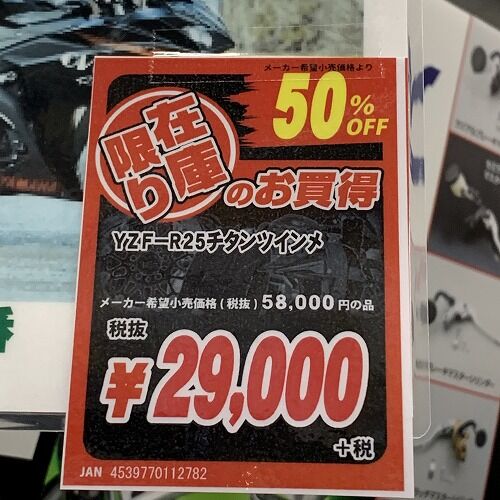 メーカー希望小売価格より
50%
OFF
在庫
限り
のお買得
YZF-R25チタンツインメ
メーカー希望小売価格(税抜)58,000円の品
税抜
¥29,000
+税
JAN 4539770112782